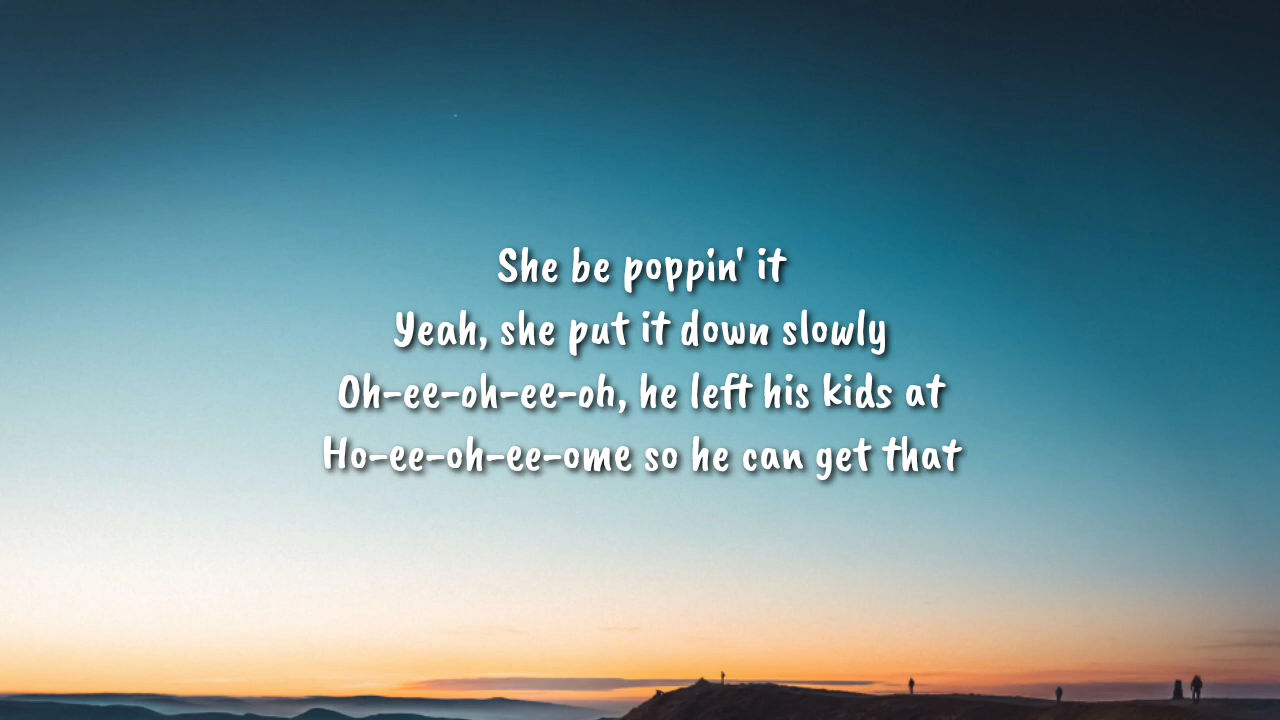 She be poppin' it
Yeah, she put it down slowly
Oh-ee-oh-ee-oh, he left his kids at
Ho-ee-oh-ee-ome so he can get that